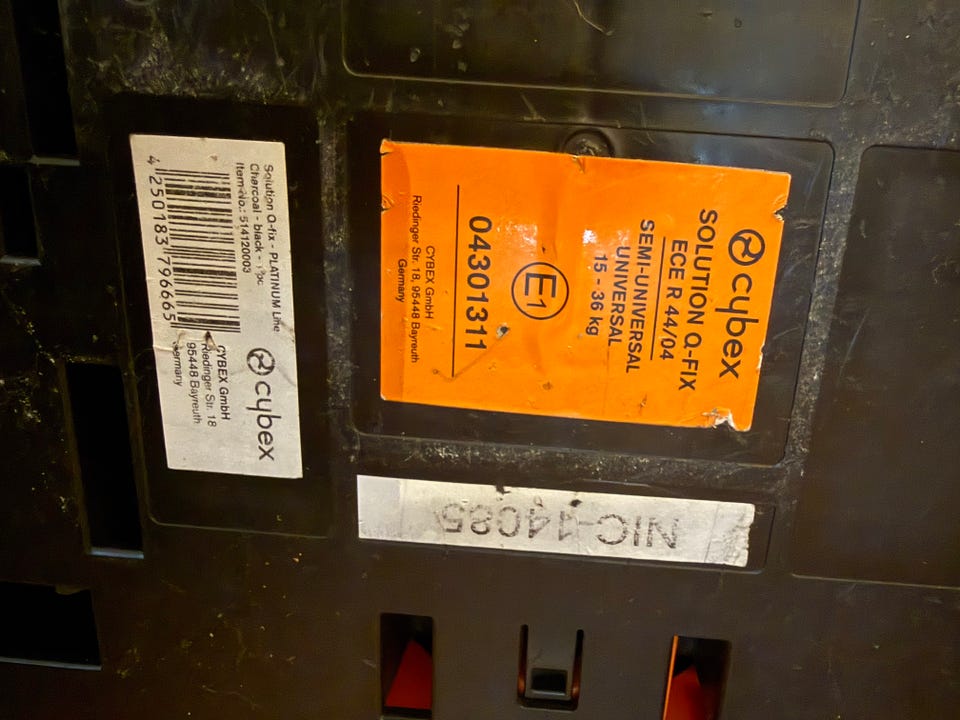 cybex
SOLUTION Q-FIX
ECE R 44/04
SEMI-UNIVERSAL
UNIVERSAL
15 - 36 kg
E1
04301311
CYBEX GmbH
Riedinger Str. 18, 95448 Bayreuth
Germany
Solution Q-fix - PLATINUM Line
Charcoal - black - pc
Item-No.: 514120003
4 250183 796665
cybex
CYBEX GmbH
Riedinger Str. 18
95448 Bayreuth
Germany
NIC-14085